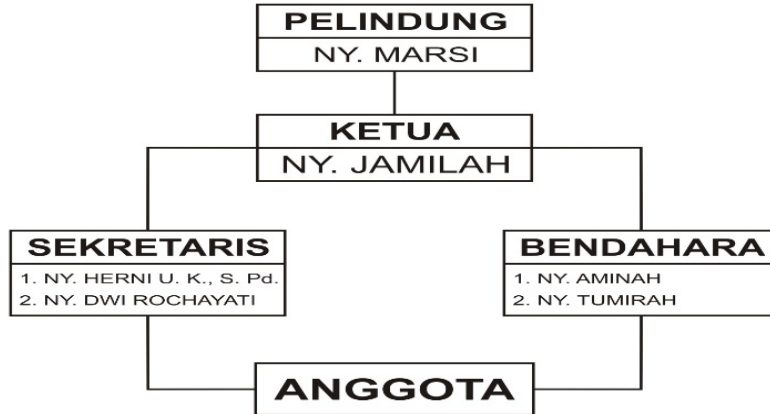 PELINDUNG
NY. MARSI
KETUA
NY. JAMILAH
SEKRETARIS
1. NY. HERNI U. K., S. Pd.
2. NY. DWI ROCHAYATI
BENDAHARA
1. NY. AMINAH
2. NY. TUMIRAH
ANGGOTA